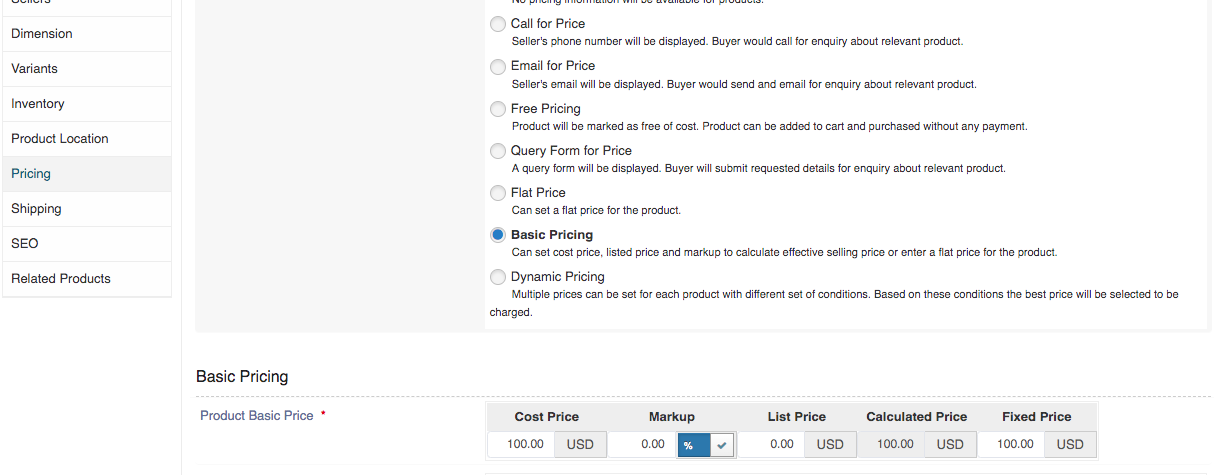 Sellers
Dimension
Variants
Inventory
Product Location
Pricing
Shipping
SEO
Related Products
No pricing information will be available for products.
Call for Price
Seller's phone number will be displayed. Buyer would call for enquiry about relevant product.
Email for Price
Seller's email will be displayed. Buyer would send and email for enquiry about relevant product.
Free Pricing
Product will be marked as free of cost. Product can be added to cart and purchased without any payment.
Query Form for Price
A query form will be displayed. Buyer will submit requested details for enquiry about relevant product.
Flat Price
Can set a flat price for the product.
Basic Pricing
Can set cost price, listed price and markup to calculate effective selling price or enter a flat price for the product.
Dynamic Pricing
Multiple prices can be set for each product with different set of conditions. Based on these conditions the best price will be selected to be
charged.
Basic Pricing
Product Basic Price *
Cost Price Markup List Price Calculated Price Fixed Price
100.00 USD 0.00 % 0.00 USD 100.00 USD 100.00 USD